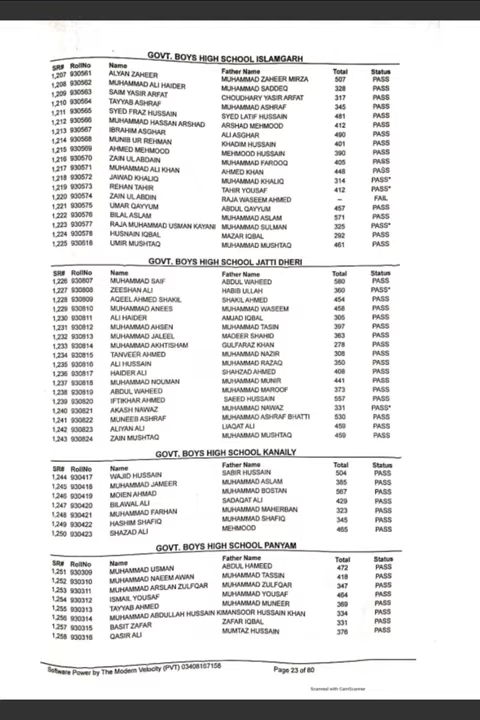 GOVT. BOYS HIGH SCHOOL ISLAMGARH
SR# RollNo Name Father Name Total Status
1,207 930561 ALYAN ZAHEER MUHAMMAD ZAHEER MIRZA 507 PASS
1,208 930562 MUHAMMAD ALI HAIDER MUHAMMAD SADDEQ 328 PASS
1,209 930563 SAIM YASIR ARFAT CHOUDHARY YASIR ARFAT 317 PASS
1,210 930564 TAYYAB ASHRAF MUHAMMAD ASHRAF 345 PASS
1,211 930565 SYED FRAZ HUSSAIN SYED LATIF HUSSAIN 481 PASS
1,212 930566 MUHAMMAD HASSAN ARSHAD ARSHAD MEHMOOD 412 PASS
1,213 930567 IBRAHIM ASGHAR ALI ASGHAR 490 PASS
1,214 930568 MUNIB UR REHMAN KHADIM HUSSAIN 401 PASS
1,215 930569 AHMED MEHMOOD MEHMOOD HUSSAIN 390 PASS
1,216 930570 ZAIN UL ABDAIN MUHAMMAD FAROOQ 405 PASS
1,217 930571 MUHAMMAD ALI KHAN AHMED KHAN 448 PASS
1,218 930572 JAWAD KHALIQ MUHAMMAD KHALIQ 314 PASS*
1,219 930573 REHAN TAHIR TAHIR YOUSAF 412 PASS*
1,220 930574 ZAIN UL ABDIN RAJA WASEEM AHMED -- FAIL
1,221 930575 UMAR QAYYUM ABDUL QAYYUM 457 PASS
1,222 930576 BILAL ASLAM MUHAMMAD ASLAM 571 PASS
1,223 930577 RAJA MUHAMMAD USMAN KAYANI MUHAMMAD SULMAN 325 PASS*
1,224 930578 HUSNAIN IQBAL MAZAR IQBAL 292 PASS
1,225 930618 UMIR MUSHTAQ MUHAMMAD MUSHTAQ 461 PASS
GOVT. BOYS HIGH SCHOOL JATTI DHERI
SR# RollNo Name Father Name Total Status
1,226 930807 MUHAMMAD SAIF ABDUL WAHEED 580 PASS
1,227 930808 ZEESHAN ALI HABIB ULLAH 360 PASS*
1,228 930809 AQEEL AHMED SHAKIL SHAKIL AHMED 454 PASS
1,229 930810 MUHAMMAD ANEES MUHAMMAD WASEEM 458 PASS
1,230 930811 ALI HAIDER AMJAD IQBAL 305 PASS
1,231 930812 MUHAMMAD AHSEN MUHAMMAD TASIN 397 PASS
1,232 930813 MUHAMMAD JALEEL MADEER SHAHID 363 PASS
1,233 930814 MUHAMMAD AKHTISHAM GULFARAZ KHAN 278 PASS
1,234 930815 TANVEER AHMED MUHAMMAD NAZIR 308 PASS
1,235 930816 ALI HUSSAIN MUHAMMAD RAZAQ 350 PASS
1,236 930817 HAIDER ALI SHAHZAD AHMED 408 PASS
1,237 930818 MUHAMMAD NOUMAN MUHAMMAD MUNIR 441 PASS
1,238 930819 ABDUL WAHEED MUHAMMAD MAROOF 373 PASS
1,239 930820 IFTIKHAR AHMED SAEED HUSSAIN 557 PASS
1,240 930821 AKASH NAWAZ MUHAMMAD NAWAZ 331 PASS*
1,241 930822 MUNEEB ASHRAF MUHAMMAD ASHRAF BHATTI 530 PASS
1,242 930823 ALIYAN ALI LIAQAT ALI 459 PASS
1,243 930824 ZAIN MUSHTAQ MUHAMMAD MUSHTAQ 459 PASS
GOVT. BOYS HIGH SCHOOL KANAILY
SR# RollNo Name Father Name Total Status
1,244 930417 WAJID HUSSAIN SABIR HUSSAIN 504 PASS
1,245 930418 MUHAMMAD JAMEER MUHAMMAD ASLAM 385 PASS
1,246 930419 MOIEN AHMAD MUHAMMAD BOSTAN 567 PASS
1,247 930420 BILAWAL ALI SADAQAT ALI 429 PASS
1,248 930421 MUHAMMAD FARHAN MUHAMMAD MAHERBAN 323 PASS
1,249 930422 HASHIM SHAFIQ MUHAMMAD SHAFIQ 345 PASS
1,250 930423 SHAZAD ALI MEHMOOD 465 PASS
GOVT. BOYS HIGH SCHOOL PANYAM
SR# RollNo Name Father Name Total Status
1,251 930309 MUHAMMAD USMAN ABDUL HAMEED 472 PASS
1,252 930310 MUHAMMAD NAEEM AWAN MUHAMMAD TASSIN 418 PASS
1,253 930311 MUHAMMAD ARSLAN ZULFQAR MUHAMMAD ZULFQAR 347 PASS
1,254 930312 ISMAIL YOUSAF MUHAMMAD YOUSAF 464 PASS
1,255 930313 TAYYAB AHMED MUHAMMAD MUNEER 369 PASS
1,256 930314 MUHAMMAD ABDULLAH HUSSAIN KIMANSOOR HUSSAIN KHAN 334 PASS
1,257 930315 BASIT ZAFAR ZAFAR IQBAL 331 PASS
1,258 930316 QASIR ALI MUMTAZ HUSSAIN 376 PASS
Software Power by The Modern Velocity (PVT) 03408167158 Page 23 of 80
Scanned with CamScanner